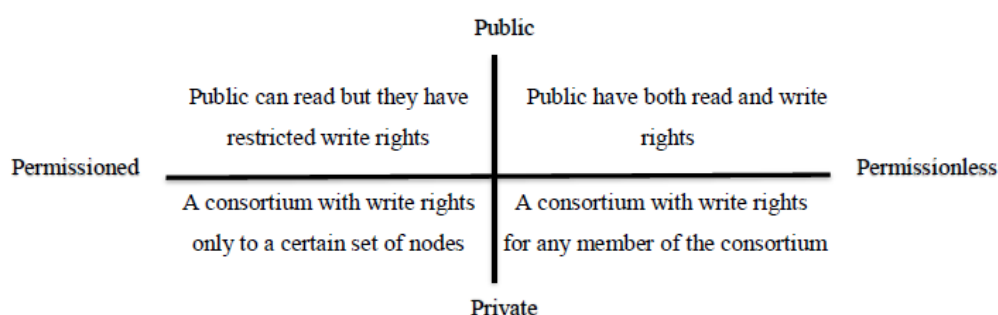 Public
Public can read but they have
restricted write rights
Public have both read and write
rights
Permissioned
Permissionless
A consortium with write rights
only to a certain set of nodes
A consortium with write rights
for any member of the consortium
Private